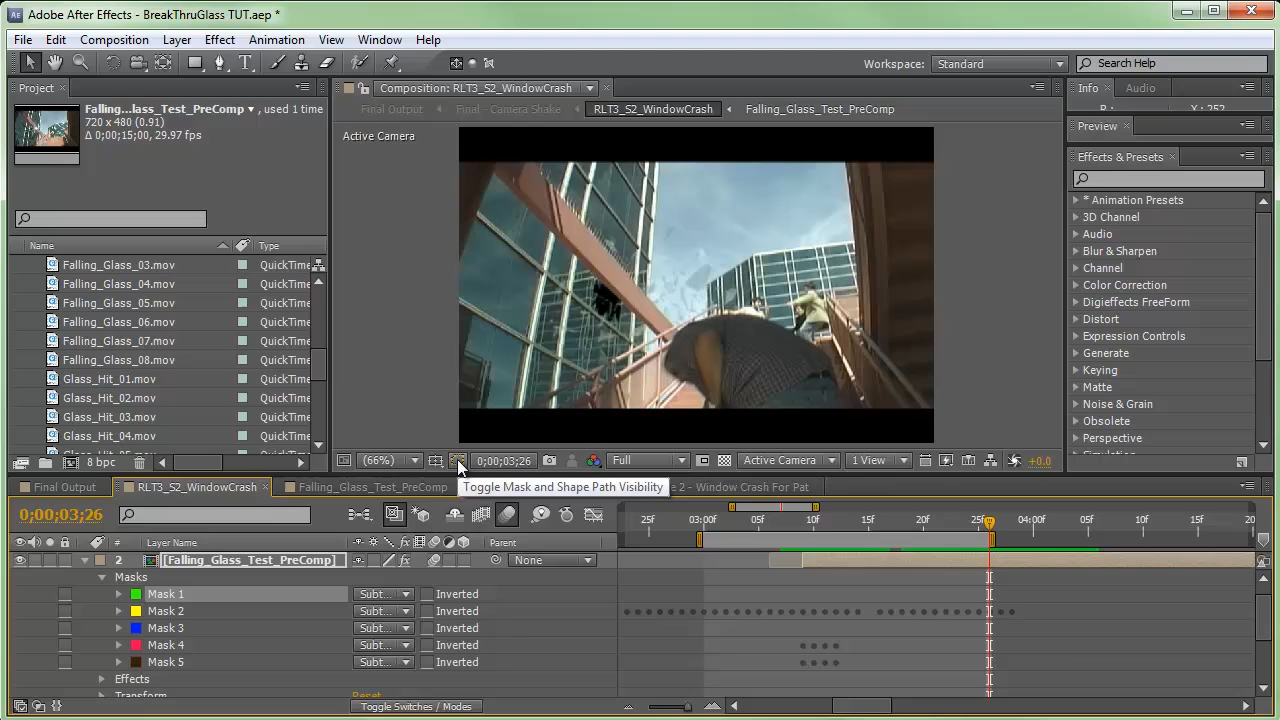 Adobe After Effects - BreakThruGlass TUT.aep *
File Edit Composition Layer Effect Animation View Window Help
Workspace: Standard Search Help
Project
Falling...lass_Test_PreComp , used 1 time
720 x 480 (0.91)
Δ 0;00;15;00, 29.97 fps
Name Type
Falling_Glass_03.mov QuickTime
Falling_Glass_04.mov QuickTime
Falling_Glass_05.mov QuickTime
Falling_Glass_06.mov QuickTime
Falling_Glass_07.mov QuickTime
Falling_Glass_08.mov QuickTime
Glass_Hit_01.mov QuickTime
Glass_Hit_02.mov QuickTime
Glass_Hit_03.mov QuickTime
Glass_Hit_04.mov QuickTime
8 bpc
Composition: RLT3_S2_WindowCrash
Final Output Final - Camera Shake RLT3_S2_WindowCrash Falling_Glass_Test_PreComp
Active Camera
(66%) 0;00;03;26 Full Active Camera 1 View +0.0
Toggle Mask and Shape Path Visibility
Info Audio
Preview
Effects & Presets
* Animation Presets
3D Channel
Audio
Blur & Sharpen
Channel
Color Correction
Digieffects FreeForm
Distort
Expression Controls
Generate
Keying
Matte
Noise & Grain
Obsolete
Perspective
Final Output RLT3_S2_WindowCrash Falling_Glass_Test_PreComp e 2 - Window Crash For Pat
0;00;03;26
25f 03:00f 05f 10f 15f 20f 25f 04:00f 05f 10f 15f 20
# Layer Name Parent
2 [Falling_Glass_Test_PreComp] None
Masks
Mask 1 Subt... Inverted
Mask 2 Subt... Inverted
Mask 3 Subt... Inverted
Mask 4 Subt... Inverted
Mask 5 Subt... Inverted
Effects
Transform Reset
Toggle Switches / Modes